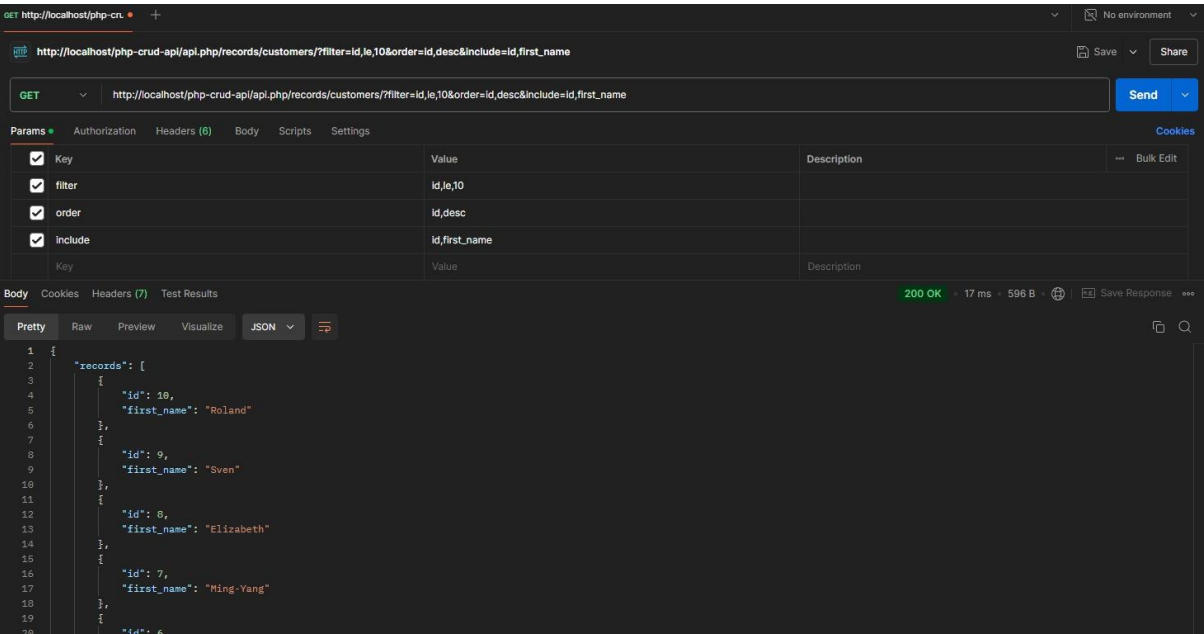 GET http://localhost/php-cru. No environment
HTTP http://localhost/php-crud-api/api.php/records/customers/?filter=id,le,10&order=id,desc&include=id,first_name Save Share
GET http://localhost/php-crud-api/api.php/records/customers/?filter=id,le,10&order=id,desc&include=id,first_name Send
Params Authorization Headers (6) Body Scripts Settings Cookies
Key Value Description Bulk Edit
filter id,le,10
order id,desc
include id,first_name
Key Value Description
Body Cookies Headers (7) Test Results 200 OK 17 ms 596 B Save Response
Pretty Raw Preview Visualize JSON
1 {
2 "records": [
3 {
4 "id": 10,
5 "first_name": "Roland"
6 },
7 {
8 "id": 9,
9 "first_name": "Sven"
10 },
11 {
12 "id": 8,
13 "first_name": "Elizabeth"
14 },
15 {
16 "id": 7,
17 "first_name": "Ming-Yang"
18 },
19 {
20 "id": 6